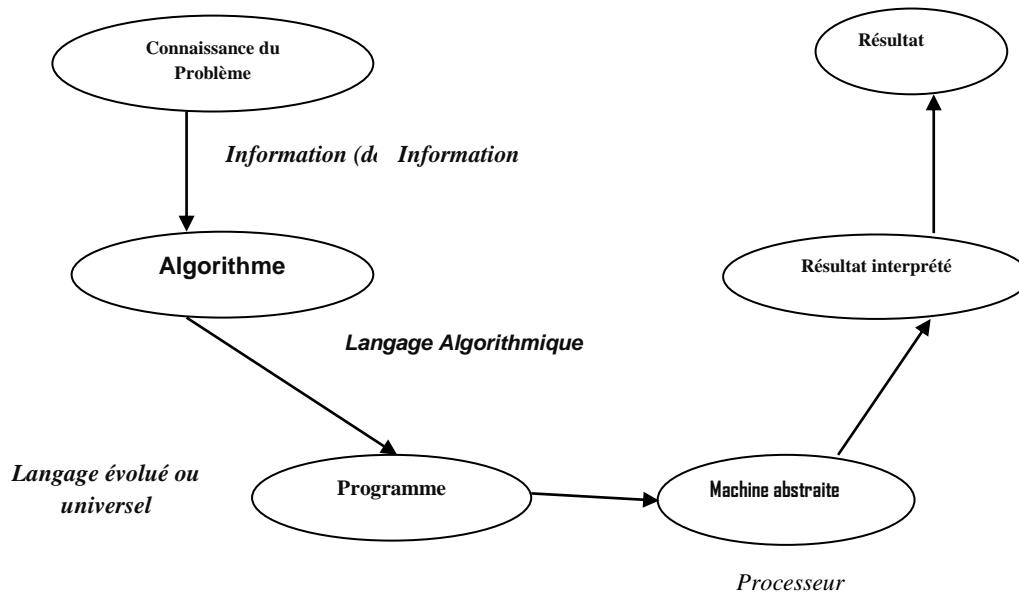 Connaissance du
Problème
Résultat
Information (de Information
Algorithme
Résultat interprété
Langage Algorithmique
Langage évolué ou
universel
Programme
Machine abstraite
Processeur